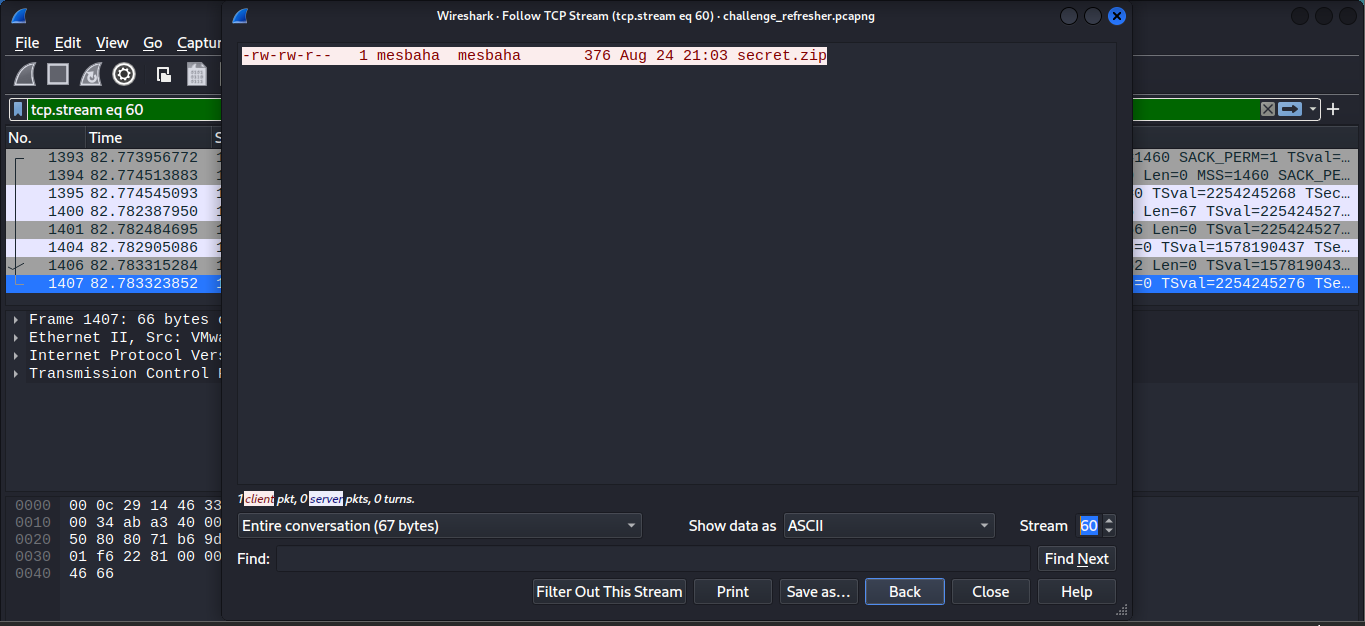 Wireshark · Follow TCP Stream (tcp.stream eq 60) · challenge_refresher.pcapng
File Edit View Go Captur
-rw-rw-r-- 1 mesbaha mesbaha 376 Aug 24 21:03 secret.zip
tcp.stream eq 60
No. Time
1393 82.773956772 1460 SACK_PERM=1 TSval=…
1394 82.774513883 Len=0 MSS=1460 SACK_PE…
1395 82.774545093 0 TSval=2254245268 TSec…
1400 82.782387950 Len=67 TSval=225424527…
1401 82.782484695 6 Len=0 TSval=225424527…
1404 82.782905086 =0 TSval=1578190437 TSe…
1406 82.783315284 2 Len=0 TSval=157819043…
1407 82.783323852 =0 TSval=2254245276 TSe…
Frame 1407: 66 bytes
Ethernet II, Src: VMwa
Internet Protocol Vers
Transmission Control
0000 00 0c 29 14 46 33
0010 00 34 ab a3 40 00
0020 50 80 80 71 b6 9d
0030 01 f6 22 81 00 00
0040 46 66
1 client pkt, 0 server pkts, 0 turns.
Entire conversation (67 bytes) Show data as ASCII Stream 60
Find: Find Next
Filter Out This Stream Print Save as… Back Close Help